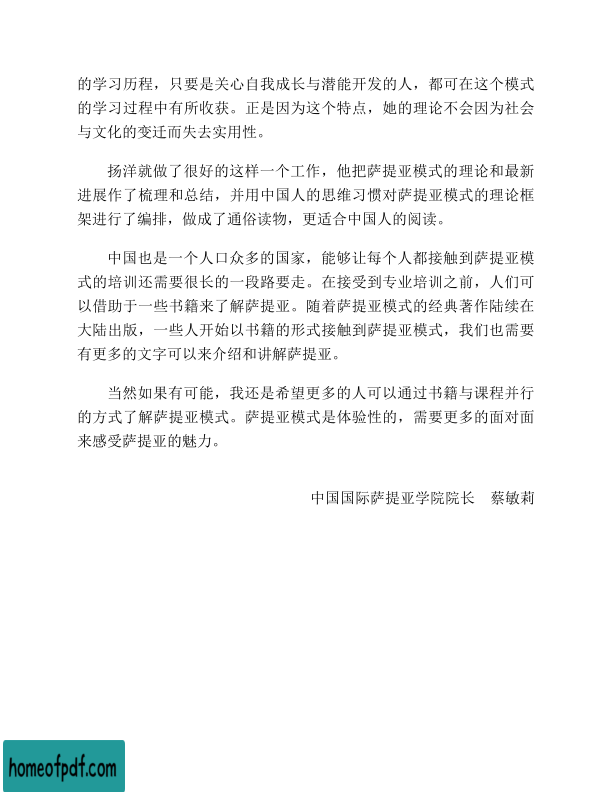 的学习历程，只要是关心自我成长与潜能开发的人，都可在这个模式
的学习过程中有所收获。正是因为这个特点，她的理论不会因为社会
与文化的变迁而失去实用性。
扬洋就做了很好的这样一个工作，他把萨提亚模式的理论和最新
进展作了梳理和总结，并用中国人的思维习惯对萨提亚模式的理论框
架进行了编排，做成了通俗读物，更适合中国人的阅读。
中国也是一个人口众多的国家，能够让每个人都接触到萨提亚模
式的培训还需要很长的一段路要走。在接受到专业培训之前，人们可
以借助于一些书籍来了解萨提亚。随着萨提亚模式的经典著作陆续在
大陆出版，一些人开始以书籍的形式接触到萨提亚模式，我们也需要
有更多的文字可以来介绍和讲解萨提亚。
当然如果有可能，我还是希望更多的人可以通过书籍与课程并行
的方式了解萨提亚模式。萨提亚模式是体验性的，需要更多的面对面
来感受萨提亚的魅力。
中国国际萨提亚学院院长　蔡敏莉
homeofpdf.com